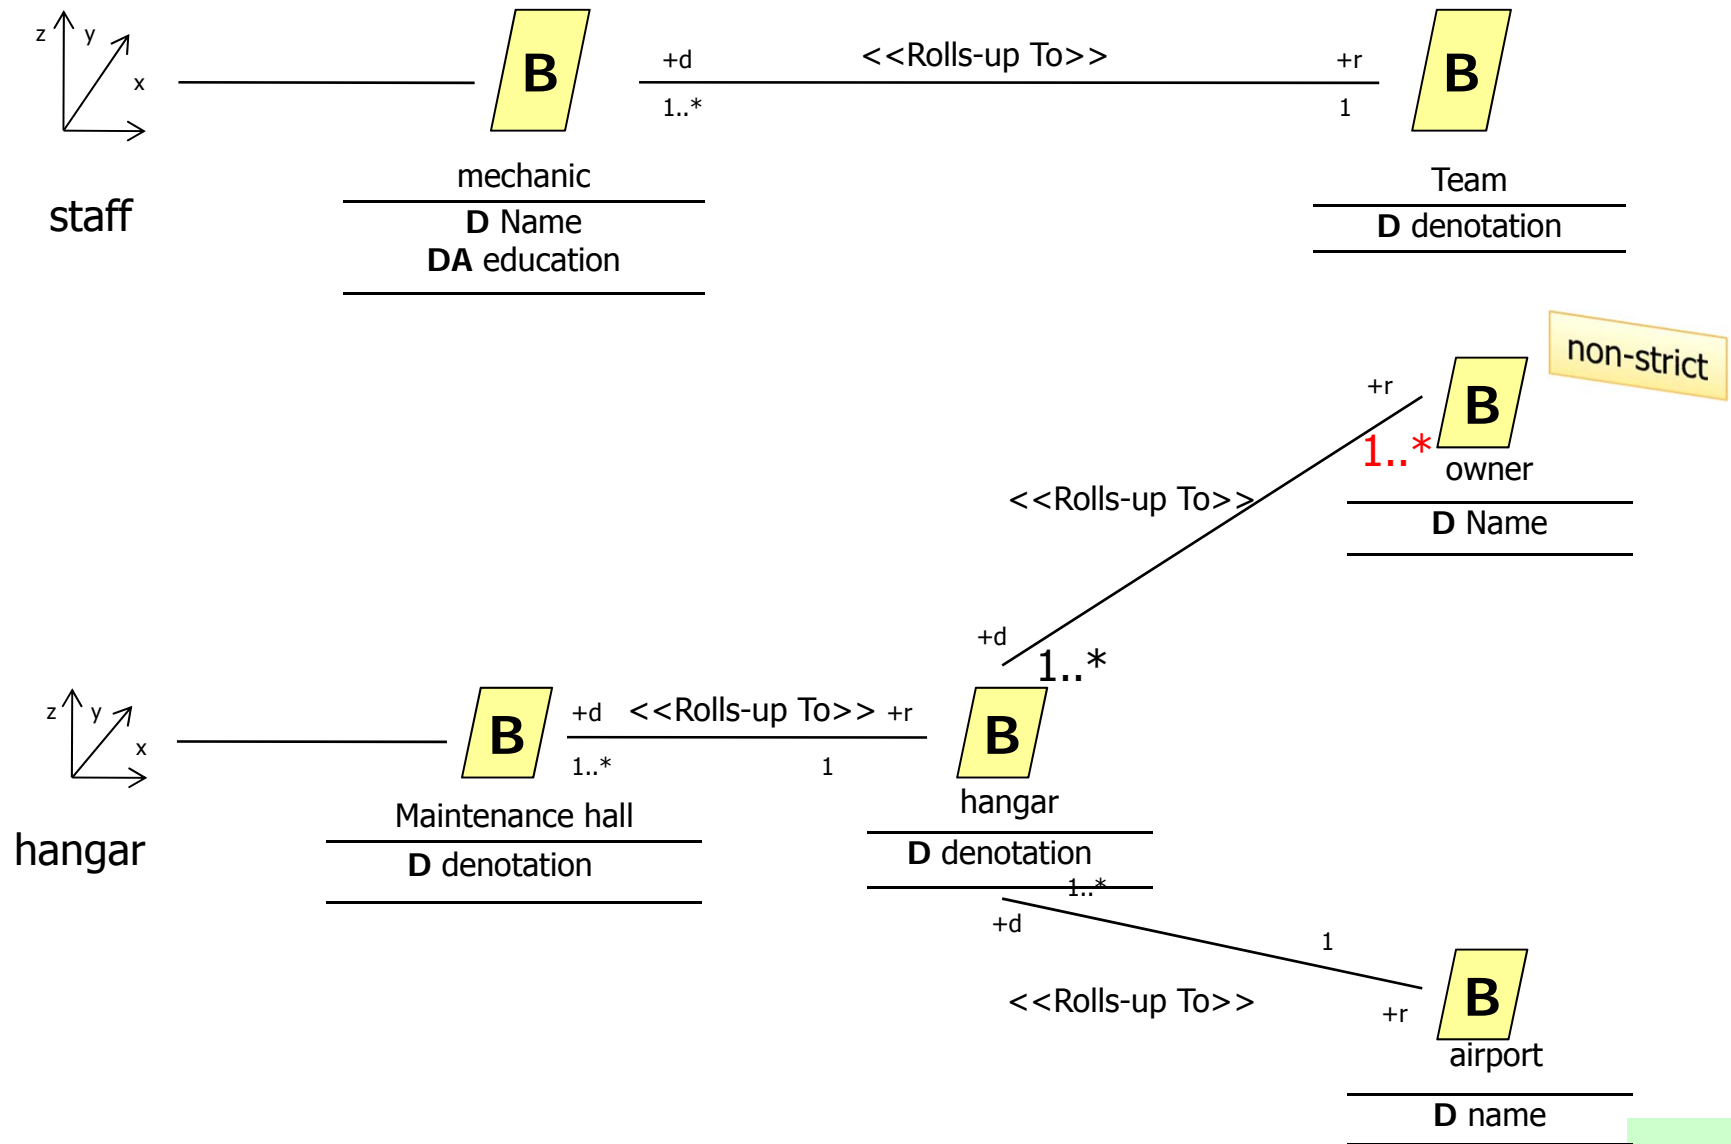 z y x
staff
B
mechanic
D Name
DA education
+d <<Rolls-up To>> +r
1..* 1
B
Team
D denotation
non-strict
B
owner
D Name
+r
1..*
<<Rolls-up To>>
+d
1..*
z y x
hangar
B
Maintenance hall
D denotation
+d <<Rolls-up To>> +r
1..* 1
B
hangar
D denotation
1..*
+d
1
<<Rolls-up To>>
+r
B
airport
D name